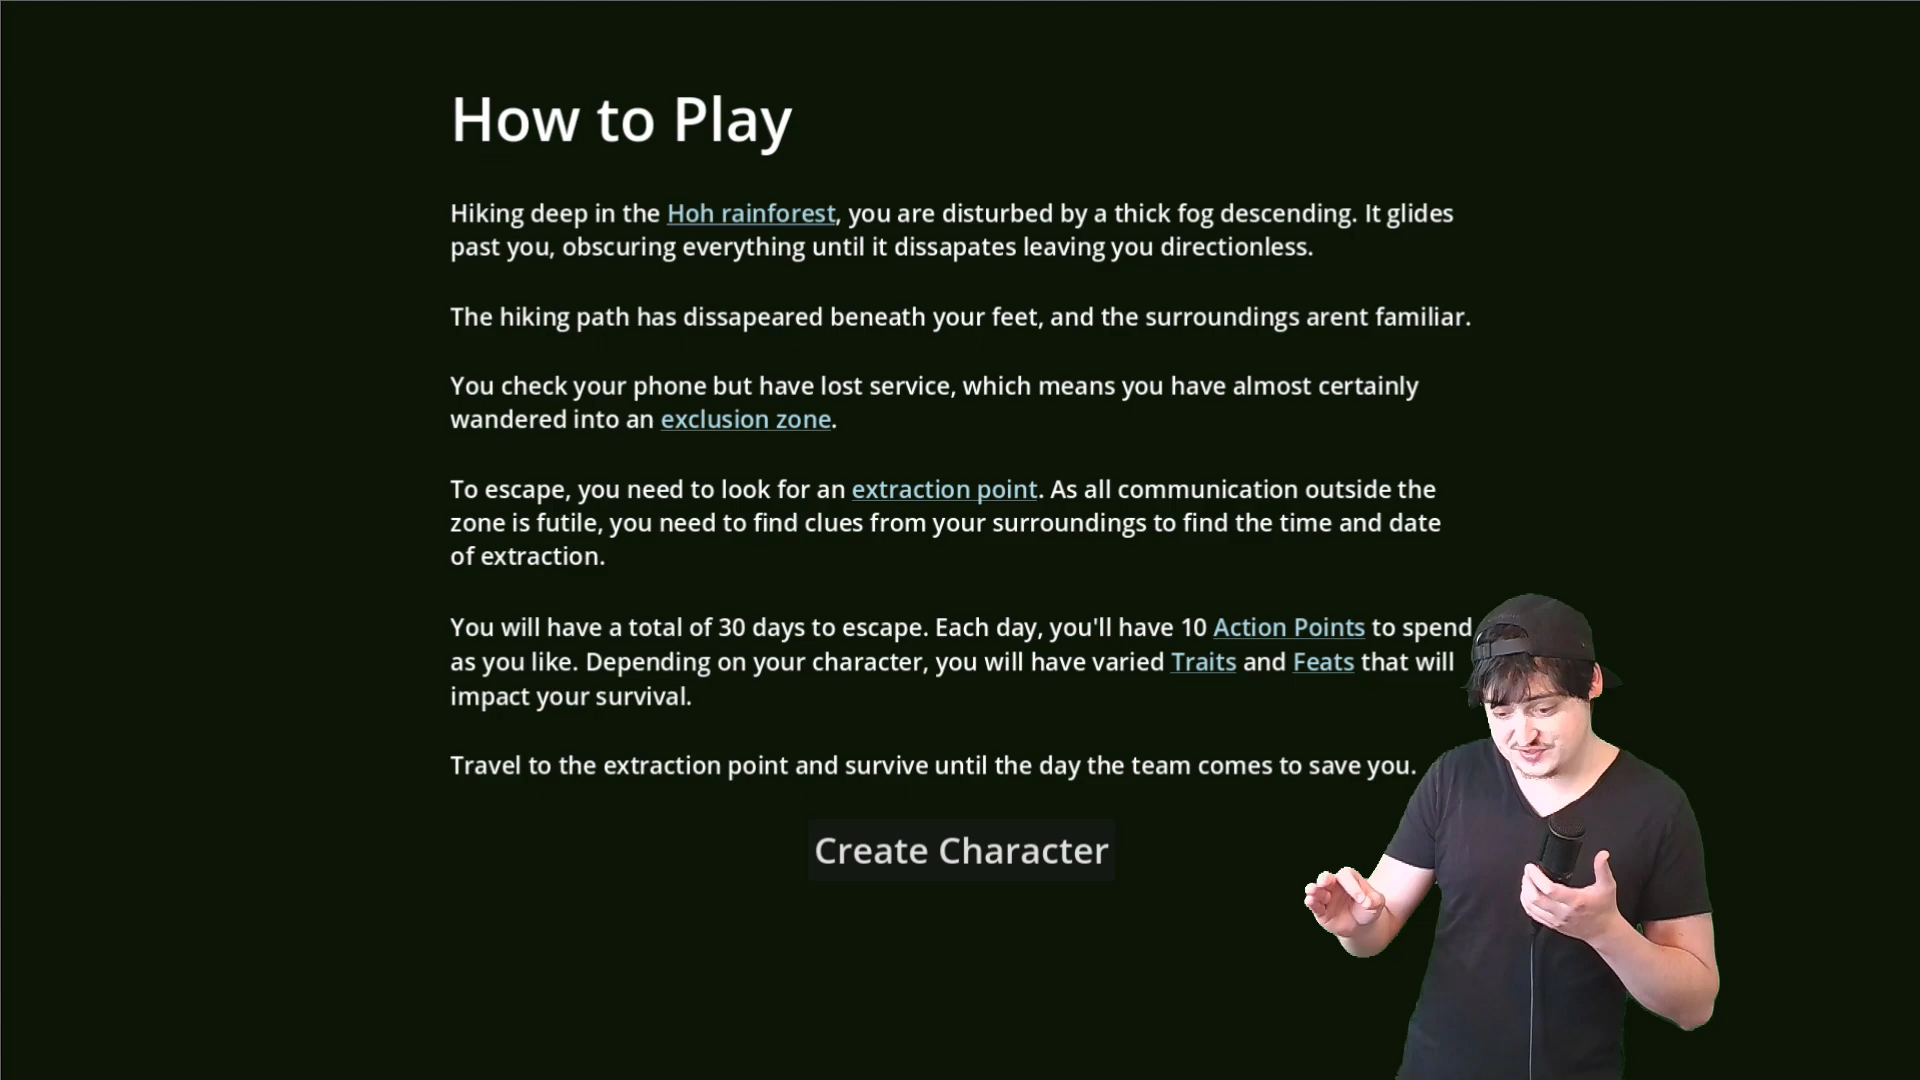 How to Play
Hiking deep in the Hoh rainforest, you are disturbed by a thick fog descending. It glides
past you, obscuring everything until it dissapates leaving you directionless.
The hiking path has dissapeared beneath your feet, and the surroundings arent familiar.
You check your phone but have lost service, which means you have almost certainly
wandered into an exclusion zone.
To escape, you need to look for an extraction point. As all communication outside the
zone is futile, you need to find clues from your surroundings to find the time and date
of extraction.
You will have a total of 30 days to escape. Each day, you'll have 10 Action Points to spend
as you like. Depending on your character, you will have varied Traits and Feats that will
impact your survival.
Travel to the extraction point and survive until the day the team comes to save you.
Create Character